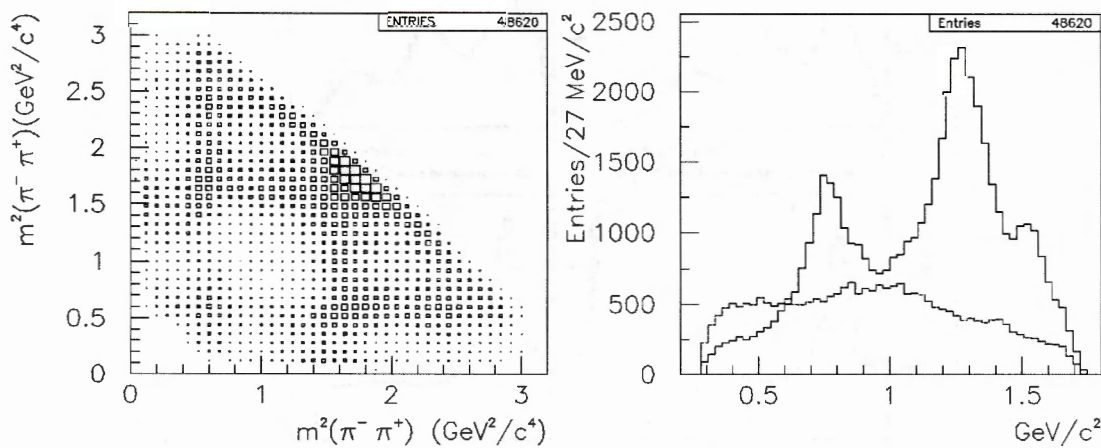 ENTRIES 48620
m²(π⁻ π⁺)(GeV²/c⁴)
3
2.5
2
1.5
1
0.5
0
0 1 2 3
m²(π⁻ π⁺) (GeV²/c⁴)
Entries 48620
Entries/27 MeV/c²
2500
2000
1500
1000
500
0
0.5 1 1.5
GeV/c²